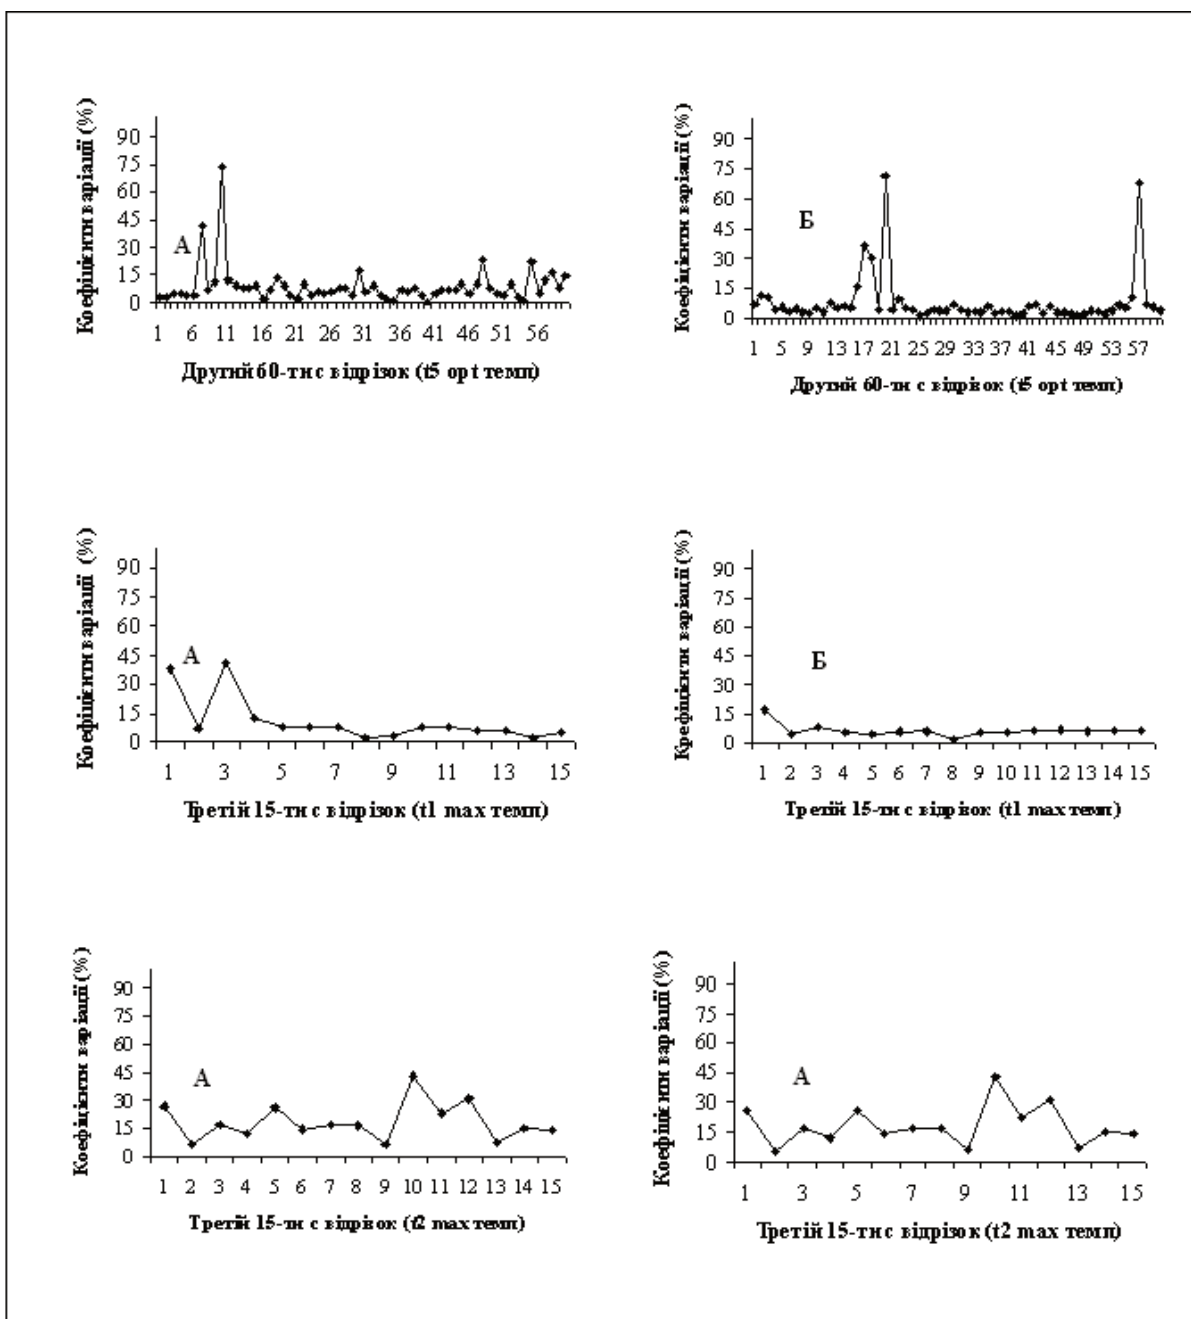 Коефіцієнти варіації (%)
90
75
60
45
30
15
0
А
1 6 11 16 21 26 31 36 41 46 51 56
Другий 60-ти с відрізок (t5 opt темп)
Коефіцієнти варіації (%)
90
75
60
45
30
15
0
Б
1 5 9 13 17 21 25 29 33 37 41 45 49 53 57
Другий 60-ти с відрізок (t5 opt темп)
Коефіцієнти варіації (%)
90
75
60
45
30
15
0
А
1 3 5 7 9 11 13 15
Третій 15-ти с відрізок (t1 max темп)
Крефіцієнти варіації (%)
90
75
60
45
30
15
0
Б
1 2 3 4 5 6 7 8 9 10 11 12 13 14 15
Третій 15-ти с відрізок (t1 max темп)
Коефіцієнти варіації (%)
90
75
60
45
30
15
0
А
1 2 3 4 5 6 7 8 9 10 11 12 13 14 15
Третій 15-ти с відрізок (t2 max темп)
Коефіцієнти варіації (%)
90
75
60
45
30
15
0
А
1 3 5 7 9 11 13 15
Третій 15-ти с відрізок (t2 max темп)